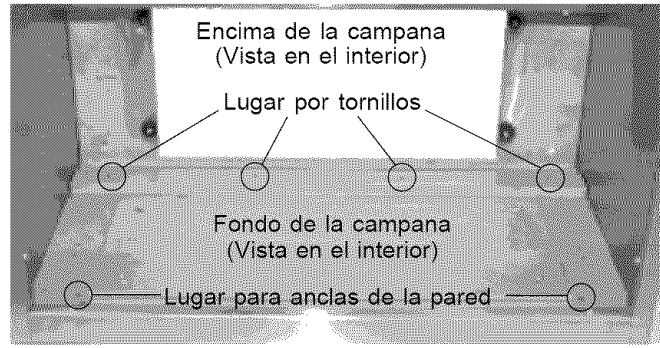 Encima de la campana
(Vista en el interior)
Lugar por tornillos
Fondo de la campana
(Vista en el interior)
Lugar para anclas de la pared